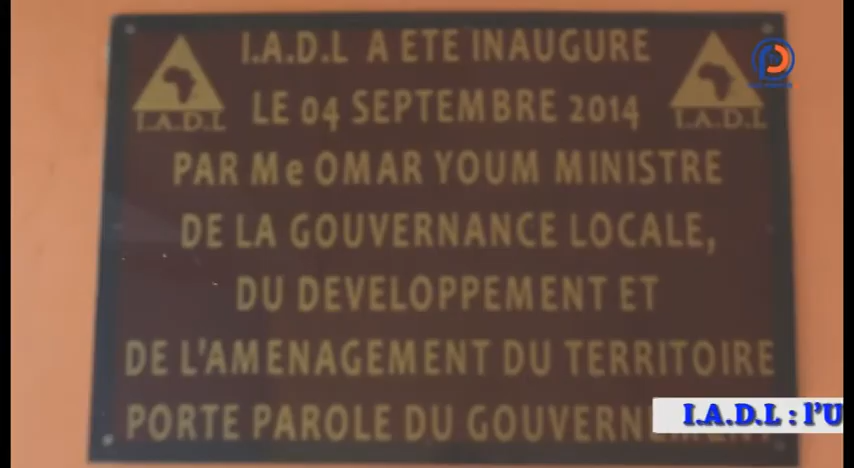 I.A.D.L A ETE INAUGURE
LE 04 SEPTEMBRE 2014
I.A.D.L
I.A.D.L
PAR Me OMAR YOUM MINISTRE
DE LA GOUVERNANCE LOCALE,
DU DEVELOPPEMENT ET
DE L'AMENAGEMENT DU TERRITOIRE
PORTE PAROLE DU GOUVERNEMENT
I.A.D.L : l'U